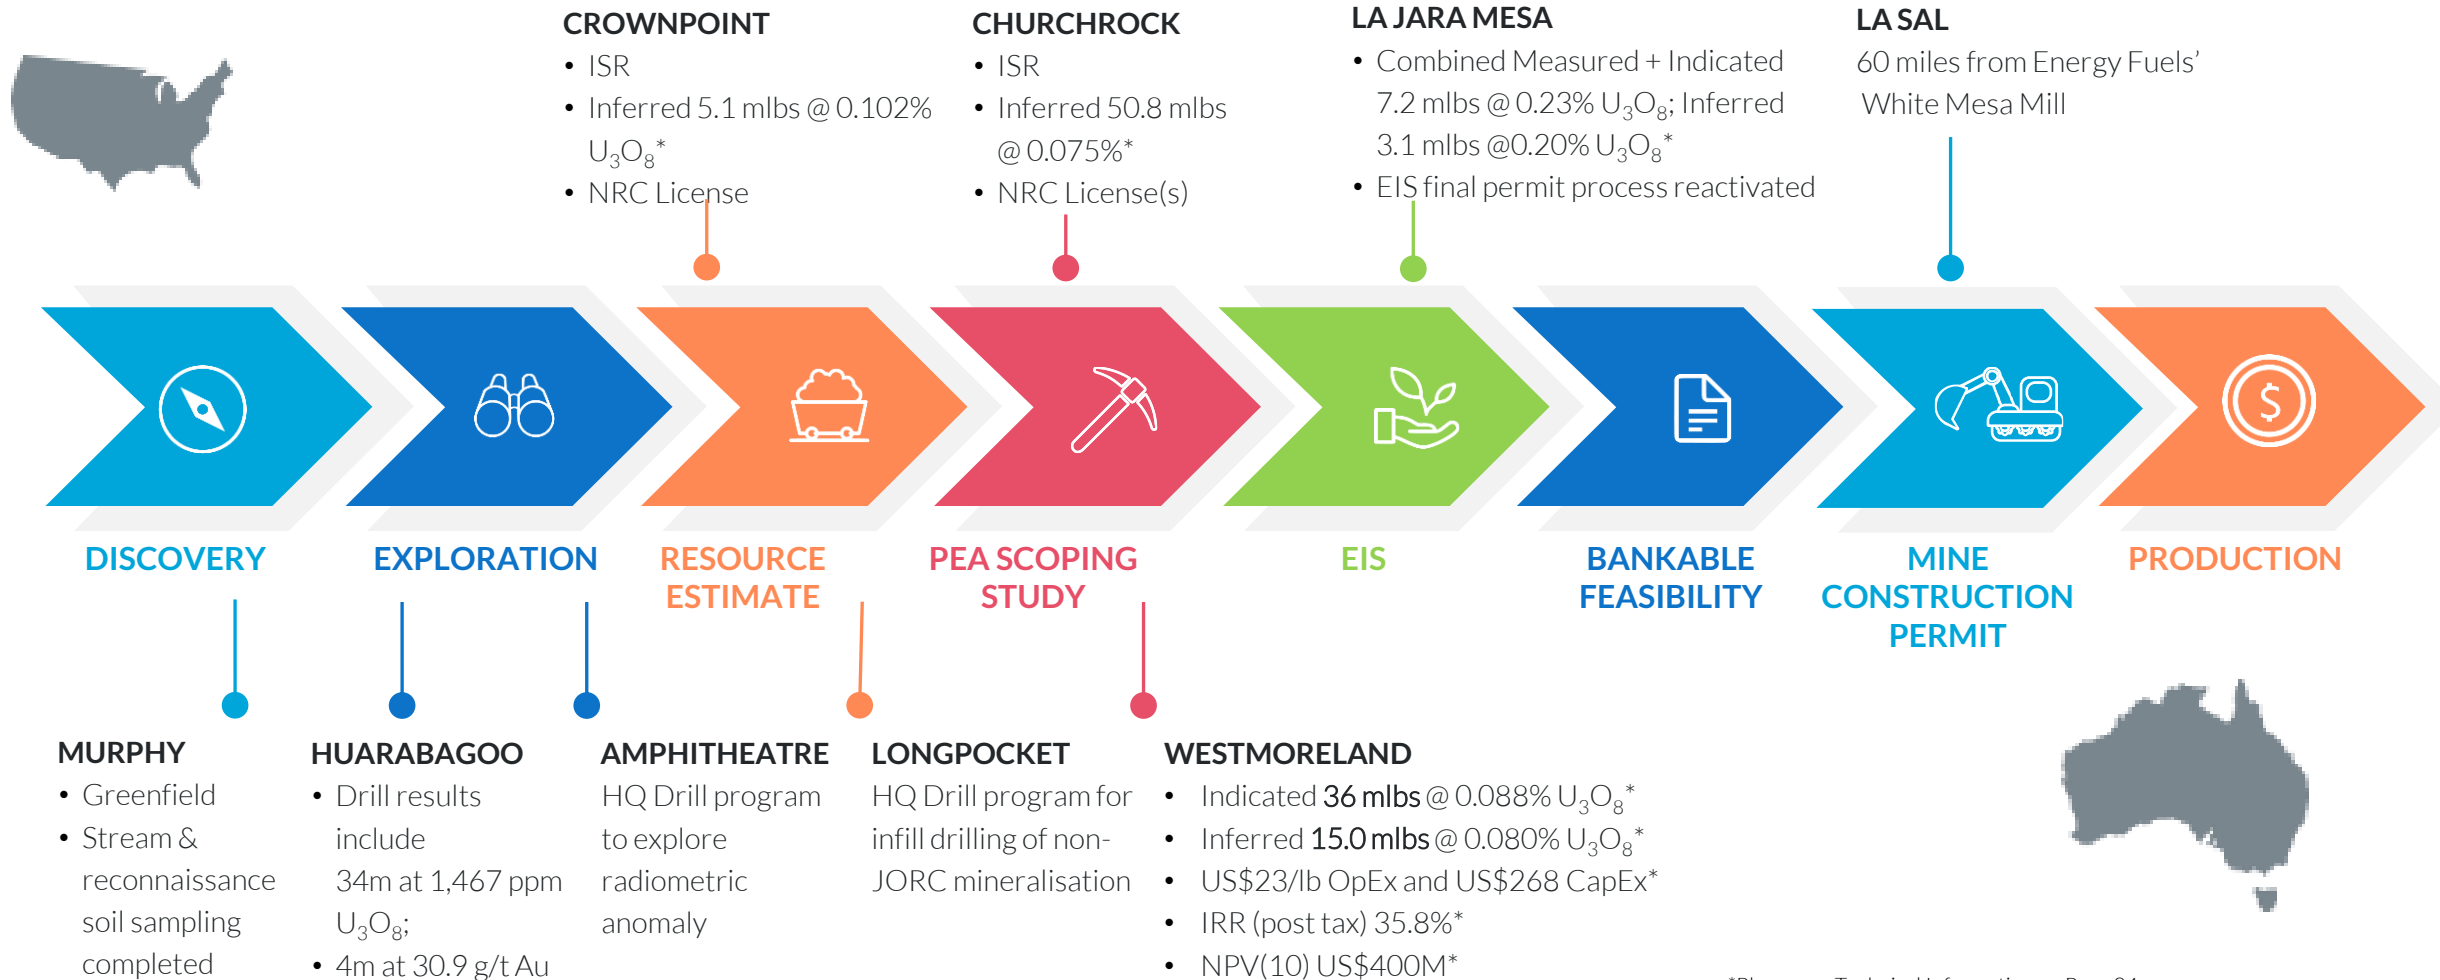 CROWNPOINT
• ISR
• Inferred 5.1 mlbs @ 0.102%
U₃O₈*
• NRC License
CHURCHROCK
• ISR
• Inferred 50.8 mlbs
@ 0.075%*
• NRC License(s)
LA JARA MESA
• Combined Measured + Indicated
7.2 mlbs @ 0.23% U₃O₈; Inferred
3.1 mlbs @0.20% U₃O₈*
• EIS final permit process reactivated
LA SAL
60 miles from Energy Fuels'
White Mesa Mill
$
DISCOVERY
EXPLORATION
RESOURCE
ESTIMATE
PEA SCOPING
STUDY
EIS
BANKABLE
FEASIBILITY
MINE
CONSTRUCTION
PERMIT
PRODUCTION
MURPHY
• Greenfield
• Stream &
reconnaissance
soil sampling
completed
HUARABAGOO
• Drill results
include
34m at 1,467 ppm
U₃O₈;
• 4m at 30.9 g/t Au
AMPHITHEATRE
HQ Drill program
to explore
radiometric
anomaly
LONGPOCKET
HQ Drill program for
infill drilling of non-
JORC mineralisation
WESTMORELAND
• Indicated 36 mlbs @ 0.088% U₃O₈*
• Inferred 15.0 mlbs @ 0.080% U₃O₈*
• US$23/lb OpEx and US$268 CapEx*
• IRR (post tax) 35.8%*
• NPV(10) US$400M*